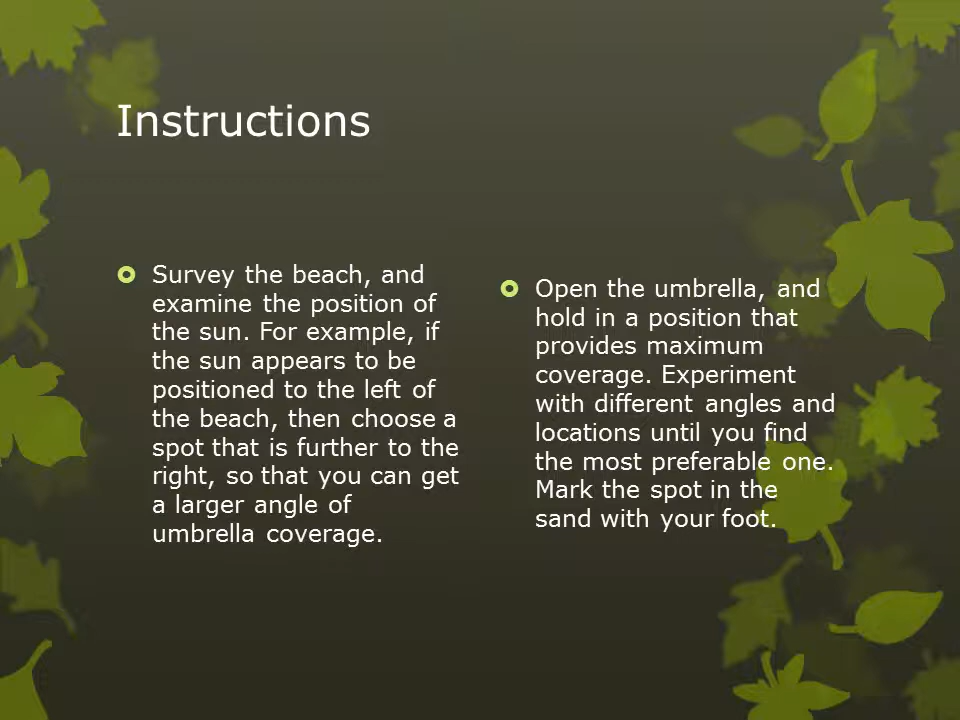 Instructions
Survey the beach, and
examine the position of
the sun. For example, if
the sun appears to be
positioned to the left of
the beach, then choose a
spot that is further to the
right, so that you can get
a larger angle of
umbrella coverage.
Open the umbrella, and
hold in a position that
provides maximum
coverage. Experiment
with different angles and
locations until you find
the most preferable one.
Mark the spot in the
sand with your foot.